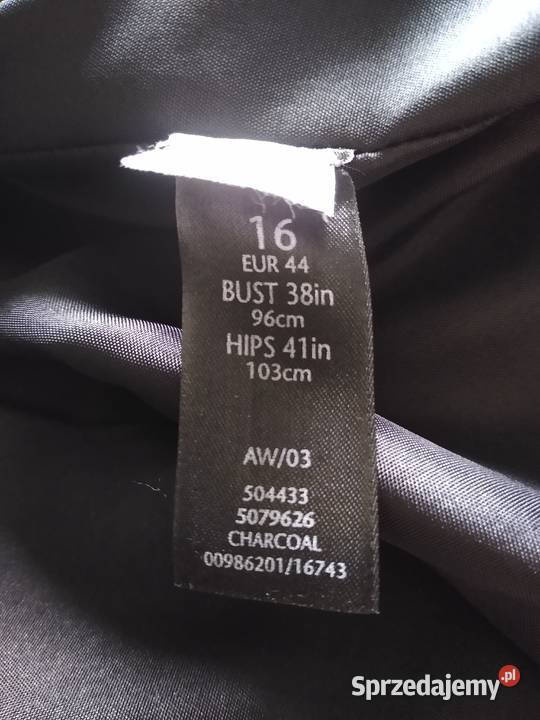 16
EUR 44
BUST 38in
96cm
HIPS 41in
103cm
AW/03
504433
5079626
CHARCOAL
00986201/16743
Sprzedajemy.pl